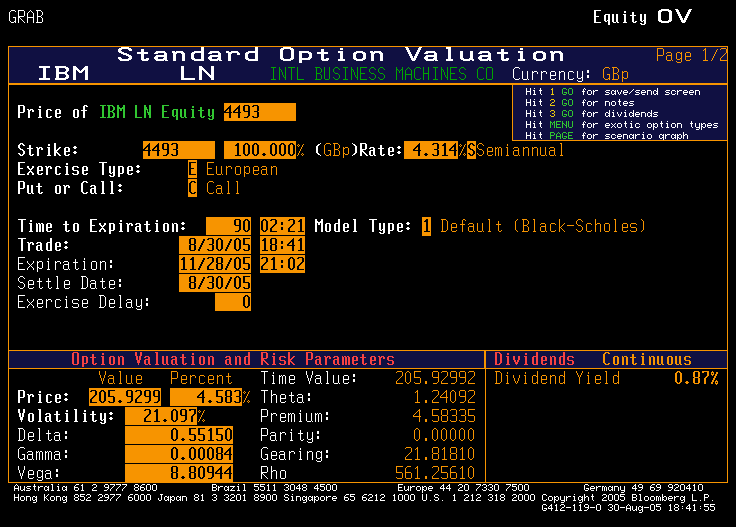 GRAB Equity OV
Standard Option Valuation Page 1/2
IBM LN INTL BUSINESS MACHINES CO Currency: GBp
Hit 1 GO for save/send screen
Hit 2 GO for notes
Price of IBM LN Equity 4493
Hit 3 GO for dividends
Hit MENU for exotic option types
Hit PAGE for scenario graph
Strike: 4493 100.000% (GBp)Rate: 4.314%SSemiannual
Exercise Type: E European
Put or Call: C Call
Time to Expiration: 90 02:21 Model Type: 1 Default (Black-Scholes)
Trade: 8/30/05 18:41
Expiration: 11/28/05 21:02
Settle Date: 8/30/05
Exercise Delay: 0
Option Valuation and Risk Parameters Dividends Continuous
Value Percent Time Value: 205.92992 Dividend Yield 0.87%
Price: 205.9299 4.583% Theta: 1.24092
Volatility: 21.097% Premium: 4.58335
Delta: 0.55150 Parity: 0.00000
Gamma: 0.00084 Gearing: 21.81810
Vega: 8.80944 Rho 561.25610
Australia 61 2 9777 8600 Brazil 5511 3048 4500 Europe 44 20 7330 7500 Germany 49 69 920410
Hong Kong 852 2977 6000 Japan 81 3 3201 8900 Singapore 65 6212 1000 U.S. 1 212 318 2000 Copyright 2005 Bloomberg L.P.
G412-119-0 30-Aug-05 18:41:55